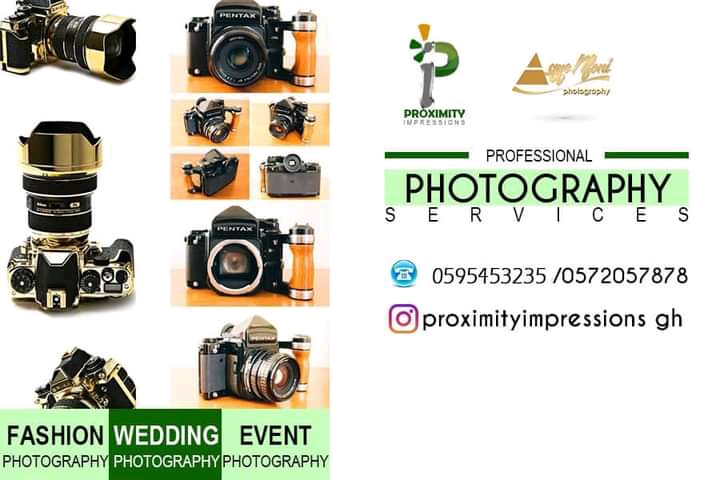 PENTAX
PENTAX
PENTAX
FASHION
PHOTOGRAPHY
WEDDING
PHOTOGRAPHY
EVENT
PHOTOGRAPHY
PROXIMITY
IMPRESSIONS
photography
PROFESSIONAL
PHOTOGRAPHY
SERVICES
0595453235 /0572057878
proximityimpressions gh